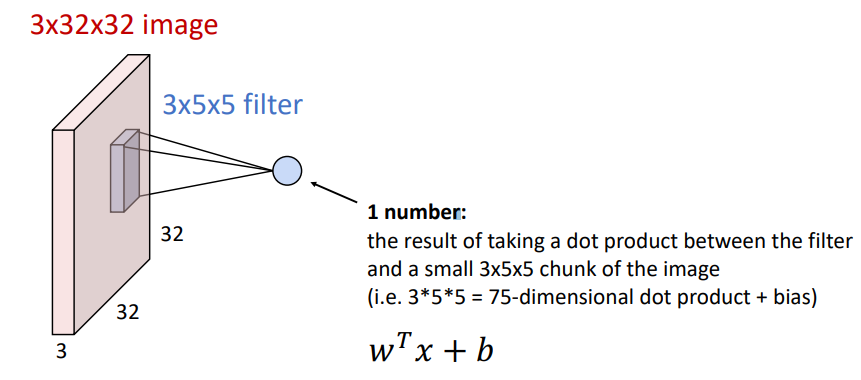 3x32x32 image
3x5x5 filter
32
32
3
1 number:
the result of taking a dot product between the filter
and a small 3x5x5 chunk of the image
(i.e. 3*5*5 = 75-dimensional dot product + bias)
wᵀx + b